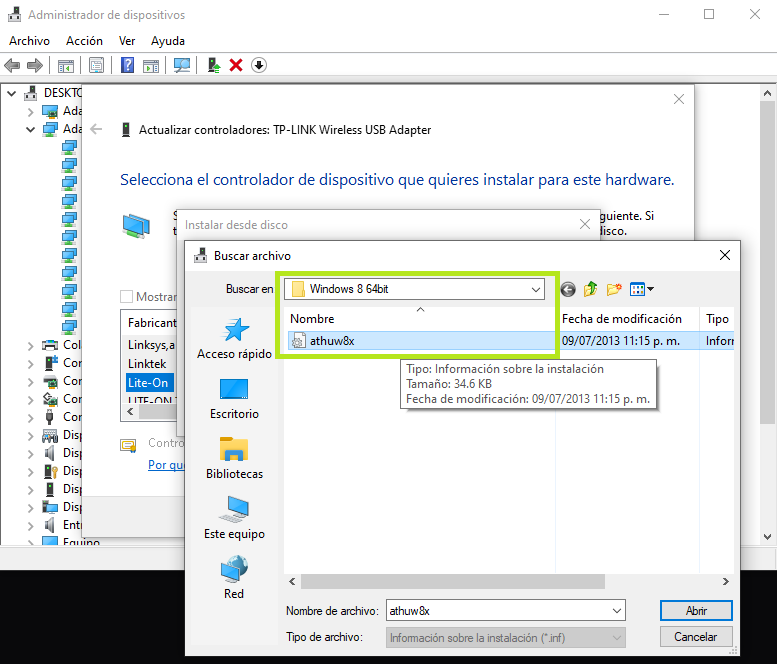 Administrador de dispositivos
Archivo Acción Ver Ayuda
DESKTO
Ada
Ada
Actualizar controladores: TP-LINK Wireless USB Adapter
Selecciona el controlador de dispositivo que quieres instalar para este hardware.
guiente. Si
disco.
Instalar desde disco
Buscar archivo
Buscar en
Windows 8 64bit
Nombre
Fecha de modificación
Tipo
athuw8x
09/07/2013 11:15 p. m.
Infor
Tipo: Información sobre la instalación
Tamaño: 34.6 KB
Fecha de modificación: 09/07/2013 11:15 p. m.
Acceso rápido
Escritorio
Bibliotecas
Este equipo
Red
Mostrar
Fabricant
Linksys,a
Linktek
Lite-On
LITE-ON
Contro
Por qu
Col
Con
Con
Con
Con
Disp
Disp
Disp
Disp
Disp
Entr
Equipo
Nombre de archivo:
athuw8x
Abrir
Tipo de archivo:
Información sobre la instalación (*.inf)
Cancelar